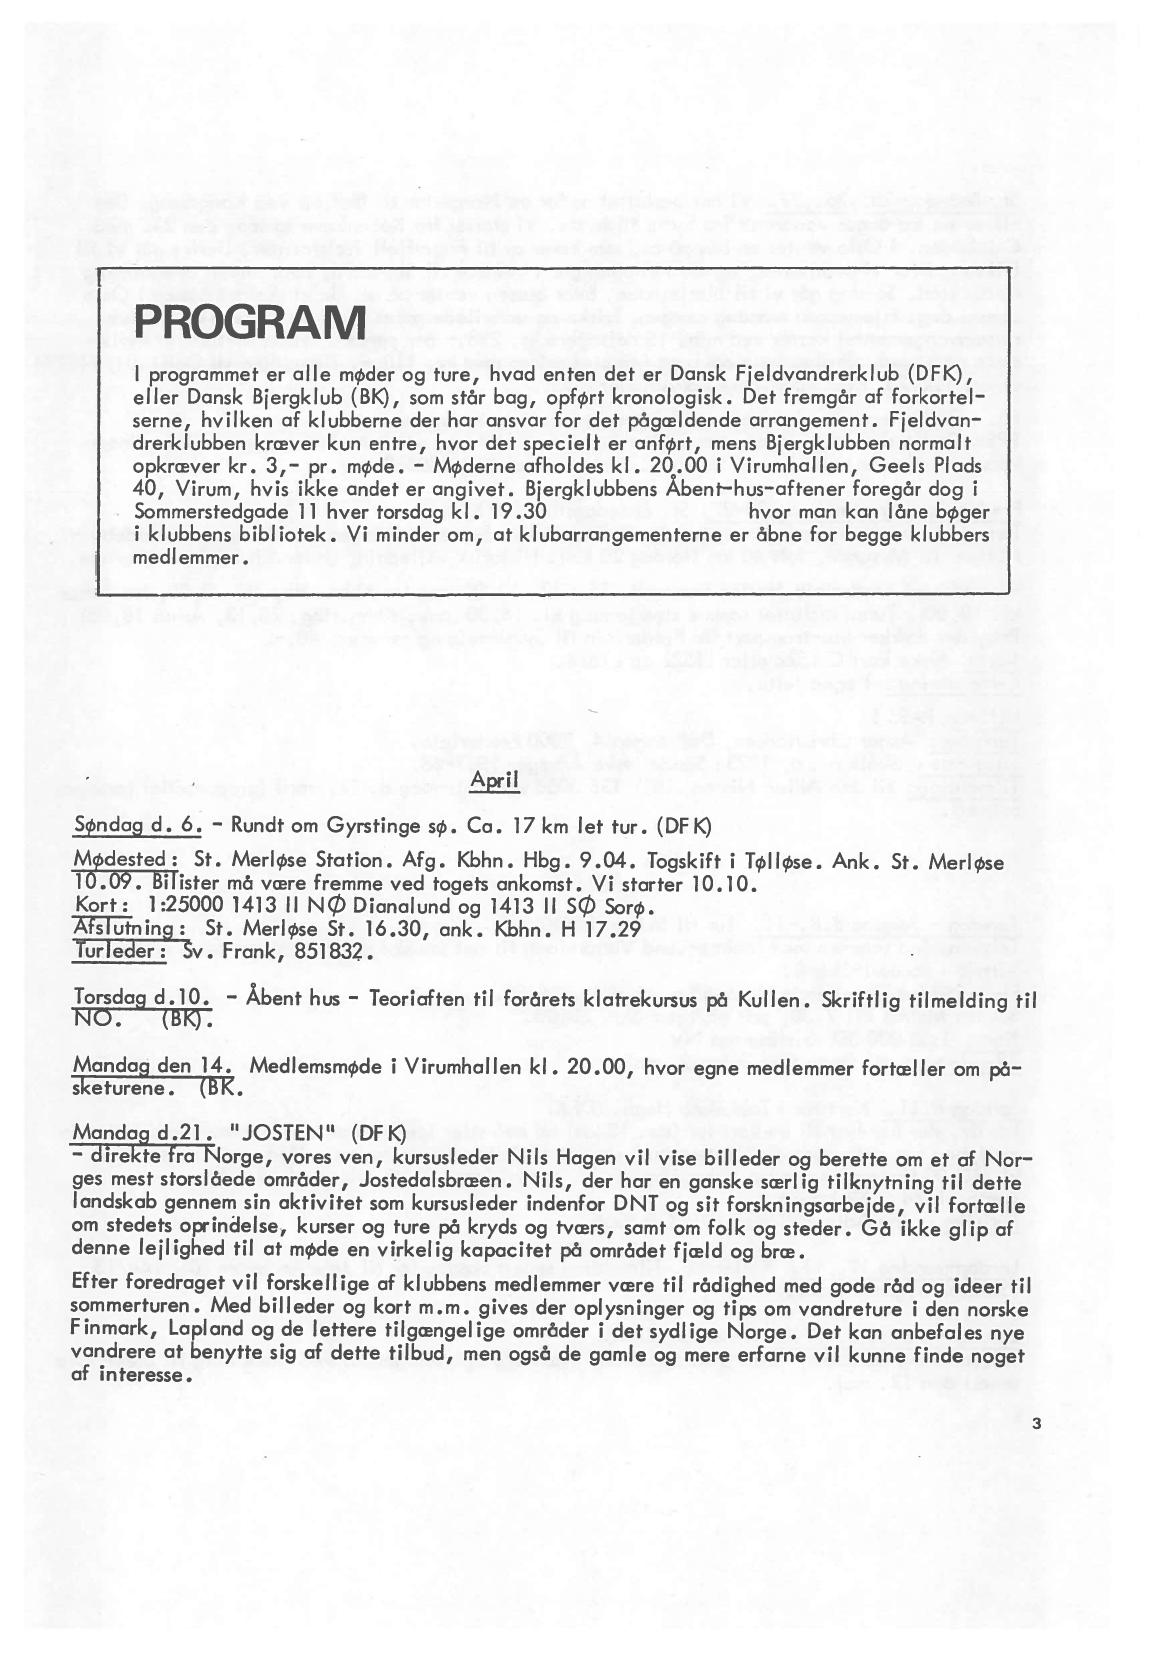 PROGRAM
I programmet er alle møder og ture, hvad enten det er Dansk Fjeldvandrerklub (DFK),
eller Dansk Bjergklub (BK), som står bag, opført kronologisk. Det fremgår af forkortel-
serne, hvilken af klubberne der har ansvar for det pågældende arrangement. Fjeldvan-
drerklubben kræver kun entre, hvor det specielt er anført, mens Bjergklubben normalt
opkræver kr. 3,- pr. møde. - Møderne afholdes kl. 20.00 i Virumhallen, Geels Plads
40, Virum, hvis ikke andet er angivet. Bjergklubbens Åbent-hus-aftener foregår dog i
Sommerstedgade 11 hver torsdag kl. 19.30 hvor man kan låne bøger
i klubbens bibliotek. Vi minder om, at klubarrangementerne er åbne for begge klubbers
medlemmer.
April
Søndag d. 6. - Rundt om Gyrstinge sø. Ca. 17 km let tur. (DFK)
Mødested: St. Merløse Station. Afg. Kbhn. Hbg. 9.04. Togskift i Tølløse. Ank. St. Merløse
10.09. Bilister må være fremme ved togets ankomst. Vi starter 10.10.
Kort: 1:25000 1413 II NØ Dianalund og 1413 II SØ Sorø.
Afslutning: St. Merløse St. 16.30, ank. Kbhn. H 17.29
Turleder: Sv. Frank, 851832.
Torsdag d.10. - Åbent hus - Teoriaften til forårets klatrekursus på Kullen. Skriftlig tilmelding til
NO. (BK).
Mandag den 14. Medlemsmøde i Virumhallen kl. 20.00, hvor egne medlemmer fortæller om på-
sketurene. (BK.
Mandag d.21. "JOSTEN" (DFK)
- direkte fra Norge, vores ven, kursusleder Nils Hagen vil vise billeder og berette om et af Nor-
ges mest storslåede områder, Jostedalsbræen. Nils, der har en ganske særlig tilknytning til dette
landskab gennem sin aktivitet som kursusleder indenfor DNT og sit forskningsarbejde, vil fortælle
om stedets oprindelse, kurser og ture på kryds og tværs, samt om folk og steder. Gå ikke glip af
denne lejlighed til at møde en virkelig kapacitet på området fjæld og bræ.
Efter foredraget vil forskellige af klubbens medlemmer være til rådighed med gode råd og ideer til
sommerturen. Med billeder og kort m.m. gives der oplysninger og tips om vandreture i den norske
Finmark, Lapland og de lettere tilgængelige områder i det sydlige Norge. Det kan anbefales nye
vandrere at benytte sig af dette tilbud, men også de gamle og mere erfarne vil kunne finde noget
af interesse.
3